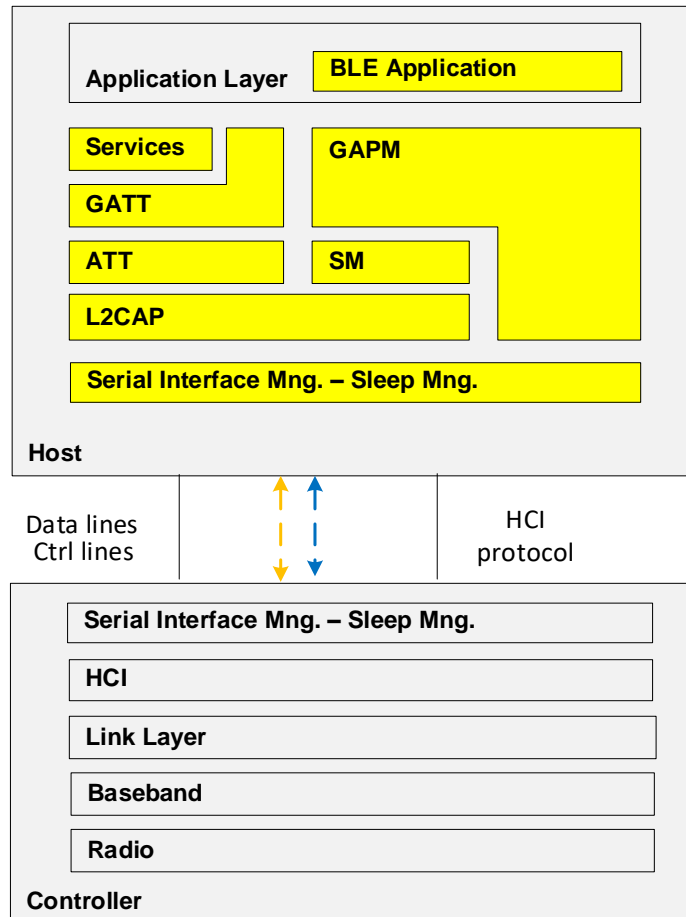 Application Layer
BLE Application
Services
GAPM
GATT
ATT
SM
L2CAP
Serial Interface Mng. – Sleep Mng.
Host
Data lines
Ctrl lines
HCI
protocol
Serial Interface Mng. – Sleep Mng.
HCI
Link Layer
Baseband
Radio
Controller